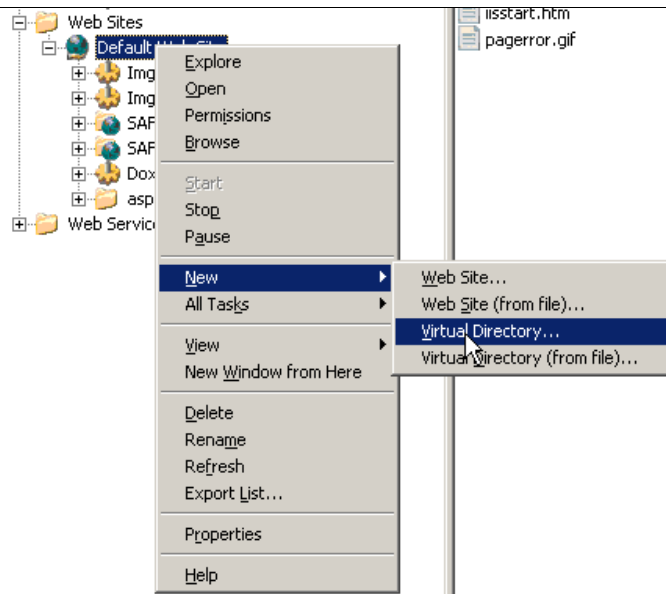 Web Sites
Default Web Site
Img
Img
SAF
SAF
Dox
asp
Web Servic
iisstart.htm
pagerror.gif
Explore
Open
Permissions
Browse
Start
Stop
Pause
New
All Tasks
View
New Window from Here
Delete
Rename
Refresh
Export List...
Properties
Help
Web Site...
Web Site (from file)...
Virtual Directory...
Virtual Directory (from file)...